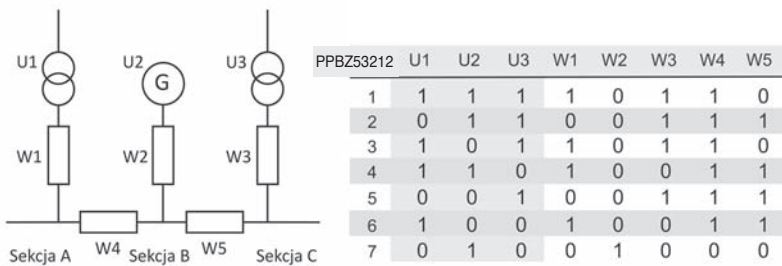 U1 U2 U3
G
W1 W2 W3
W4 W5
Sekcja A Sekcja B Sekcja C
PPBZ53212 U1 U2 U3 W1 W2 W3 W4 W5
1 1 1 1 1 0 1 1 0
2 0 1 1 0 0 1 1 1
3 1 0 1 1 0 1 1 0
4 1 1 0 1 0 0 1 1
5 0 0 1 0 0 1 1 1
6 1 0 0 1 0 0 1 1
7 0 1 0 0 1 0 0 0